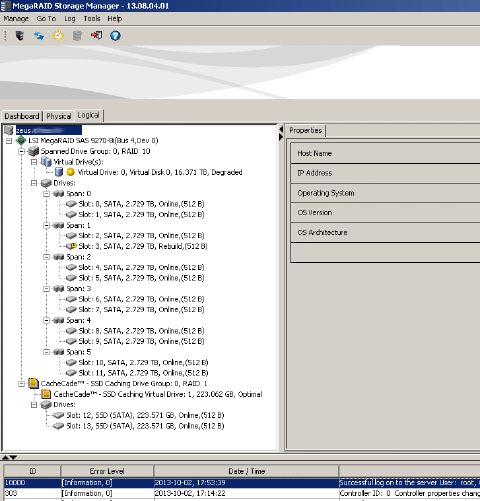 MegaRAID Storage Manager - 13.08.04.01
Manage Go To Log Tools Help
Dashboard Physical Logical
zeus.
LSI MegaRAID SAS 9270-8i(Bus 4,Dev 0)
Spanned Drive Group: 0, RAID 10
Virtual Drive(s):
Virtual Drive: 0, Virtual Disk 0, 16.371 TB, Degraded
Drives:
Span: 0
Slot: 0, SATA, 2.729 TB, Online,(512 B)
Slot: 1, SATA, 2.729 TB, Online,(512 B)
Span: 1
Slot: 2, SATA, 2.729 TB, Online,(512 B)
Slot: 3, SATA, 2.729 TB, Rebuild,(512 B)
Span: 2
Slot: 4, SATA, 2.729 TB, Online,(512 B)
Slot: 5, SATA, 2.729 TB, Online,(512 B)
Span: 3
Slot: 6, SATA, 2.729 TB, Online,(512 B)
Slot: 7, SATA, 2.729 TB, Online,(512 B)
Span: 4
Slot: 8, SATA, 2.729 TB, Online,(512 B)
Slot: 9, SATA, 2.729 TB, Online,(512 B)
Span: 5
Slot: 10, SATA, 2.729 TB, Online,(512 B)
Slot: 11, SATA, 2.729 TB, Online,(512 B)
CacheCade™ - SSD Caching Drive Group: 0, RAID 1
CacheCade™ - SSD Caching Virtual Drive: 1, 223.062 GB, Optimal
Drives:
Slot: 12, SSD (SATA), 223.571 GB, Online,(512 B)
Slot: 13, SSD (SATA), 223.571 GB, Online,(512 B)
Properties
Host Name
IP Address
Operating System
OS Version
OS Architecture
ID Error Level Date / Time
10000 [Information, 0] 2013-10-02, 17:53:39 Successful log on to the server User: root,
303 [Information, 0] 2013-10-02, 17:14:22 Controller ID: 0 Controller properties chang